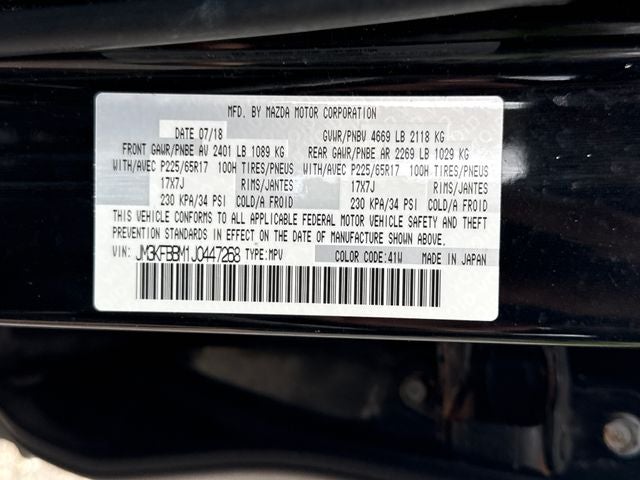 MFD. BY MAZDA MOTOR CORPORATION
DATE 07/18 GVWR/PNBV 4669 LB 2118 KG
FRONT GAWR/PNBE AV 2401 LB 1089 KG REAR GAWR/PNBE AR 2269 LB 1029 KG
WITH/AVEC P225/65R17 100H TIRES/PNEUS WITH/AVEC P225/65R17 100H TIRES/PNEUS
17X7J RIMS/JANTES 17X7J RIMS/JANTES
230 KPA/34 PSI COLD/A FROID 230 KPA/34 PSI COLD/A FROID
THIS VEHICLE CONFORMS TO ALL APPLICABLE FEDERAL MOTOR VEHICLE SAFETY AND THEFT
PREVENTION STANDARDS IN EFFECT ON THE DATE OF MANUFACTURE SHOWN ABOVE.
VIN: JM3KFBBM1J0447268 TYPE:MPV COLOR CODE:41W MADE IN JAPAN